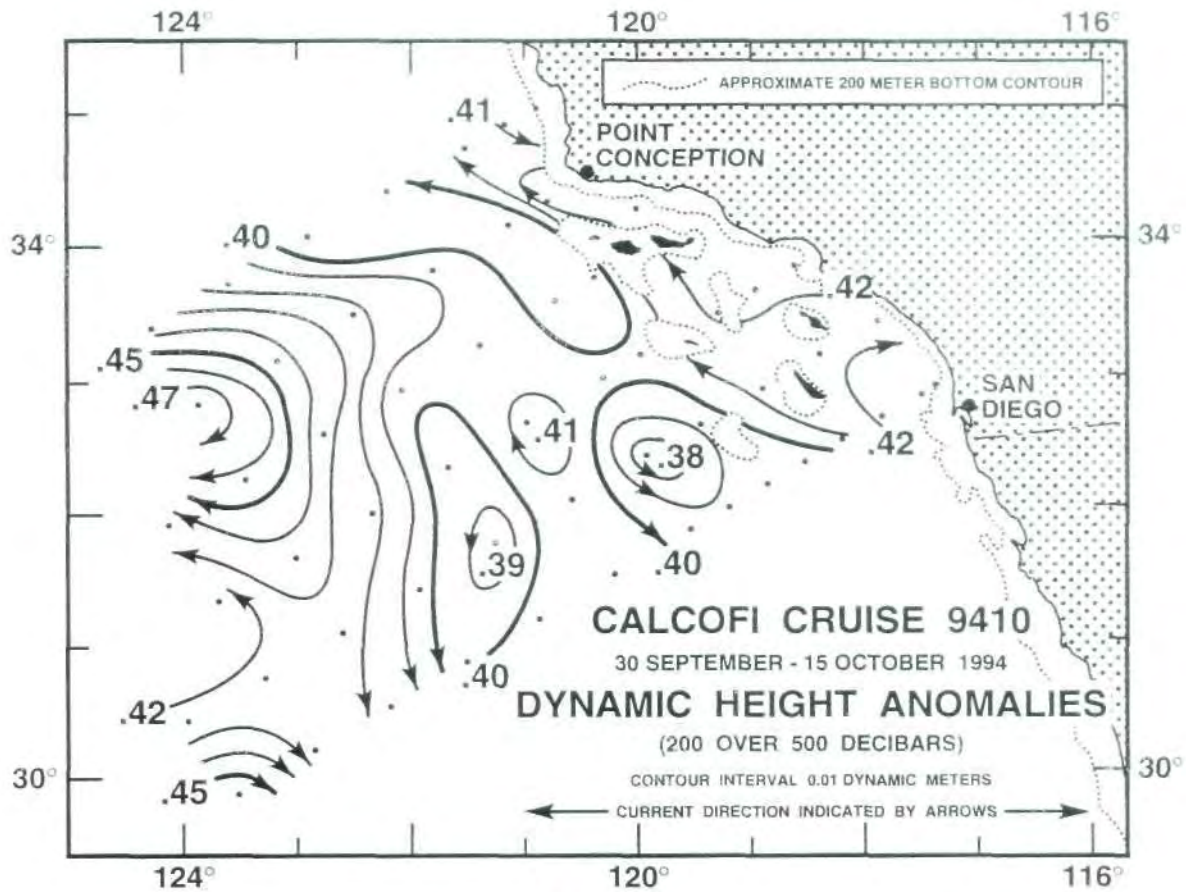 124° 120° 116°
APPROXIMATE 200 METER BOTTOM CONTOUR
.41
POINT
CONCEPTION
34° .40 34°
.42
.45
.47
SAN
DIEGO
.41
.38 .42
.39 .40
CALCOFI CRUISE 9410
30 SEPTEMBER - 15 OCTOBER 1994
.40
.42
DYNAMIC HEIGHT ANOMALIES
(200 OVER 500 DECIBARS)
30° 30°
CONTOUR INTERVAL 0.01 DYNAMIC METERS
.45
CURRENT DIRECTION INDICATED BY ARROWS
124° 120° 116°